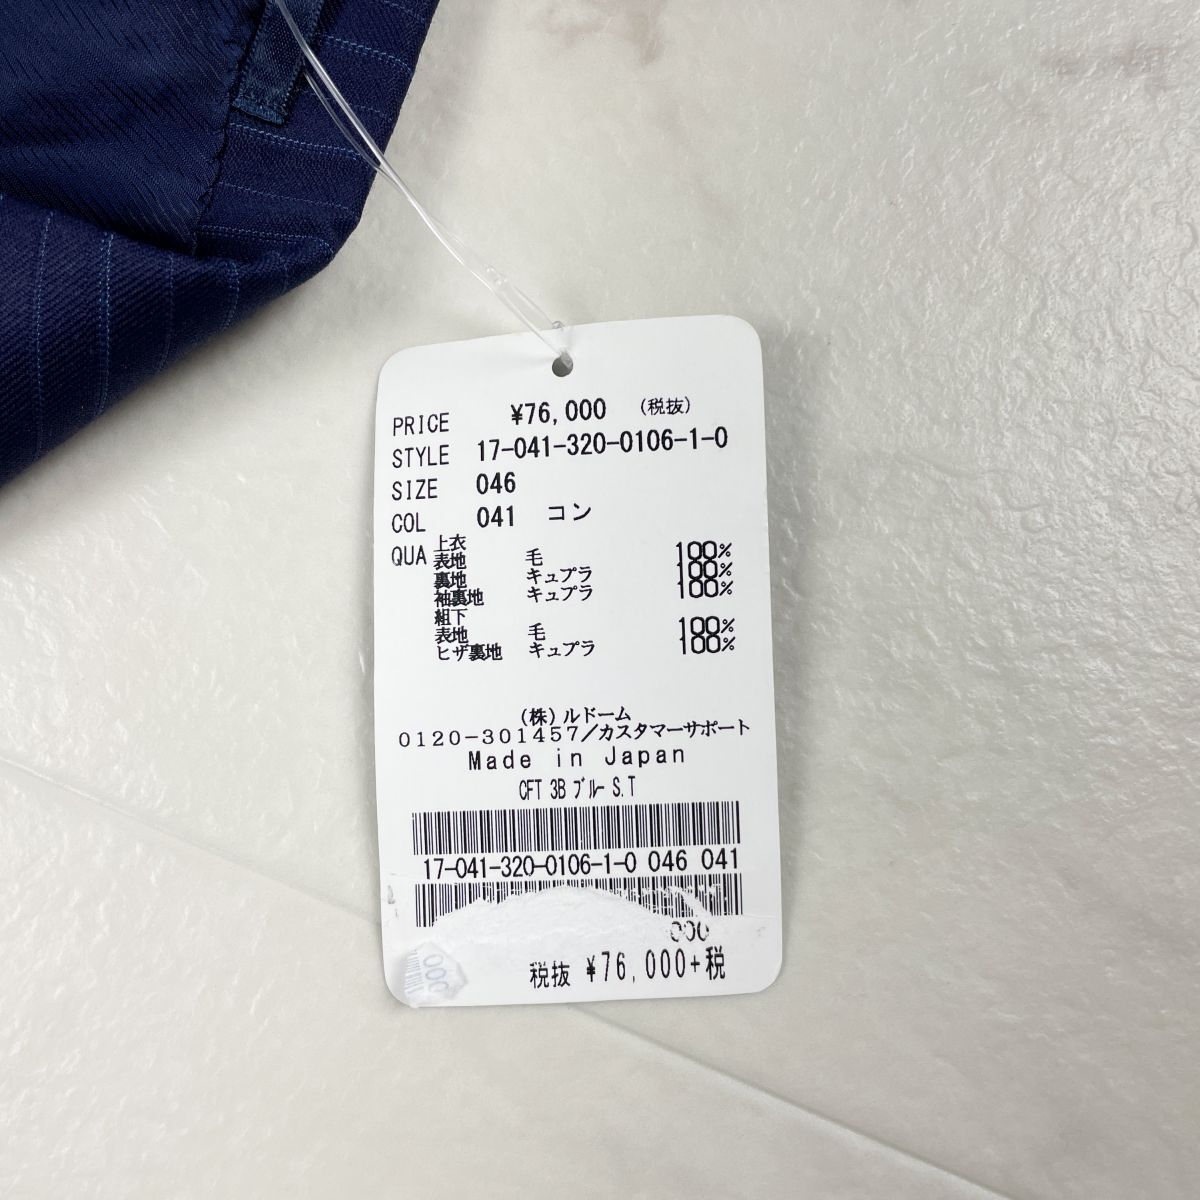 PRICE ¥76,000 (税抜)
STYLE 17-041-320-0106-1-0
SIZE 046
COL 041 コン
QUA 上衣
表地 毛 100%
裏地 キュプラ 100%
袖裏地 キュプラ 100%
組下
表地 毛 100%
ヒザ裏地 キュプラ 100%
(株)ルドーム
0120-301457/カスタマーサポート
Made in Japan
CFT 3B ブルー S.T
17-041-320-0106-1-0 046 041
000
000
税抜 ¥76,000+税